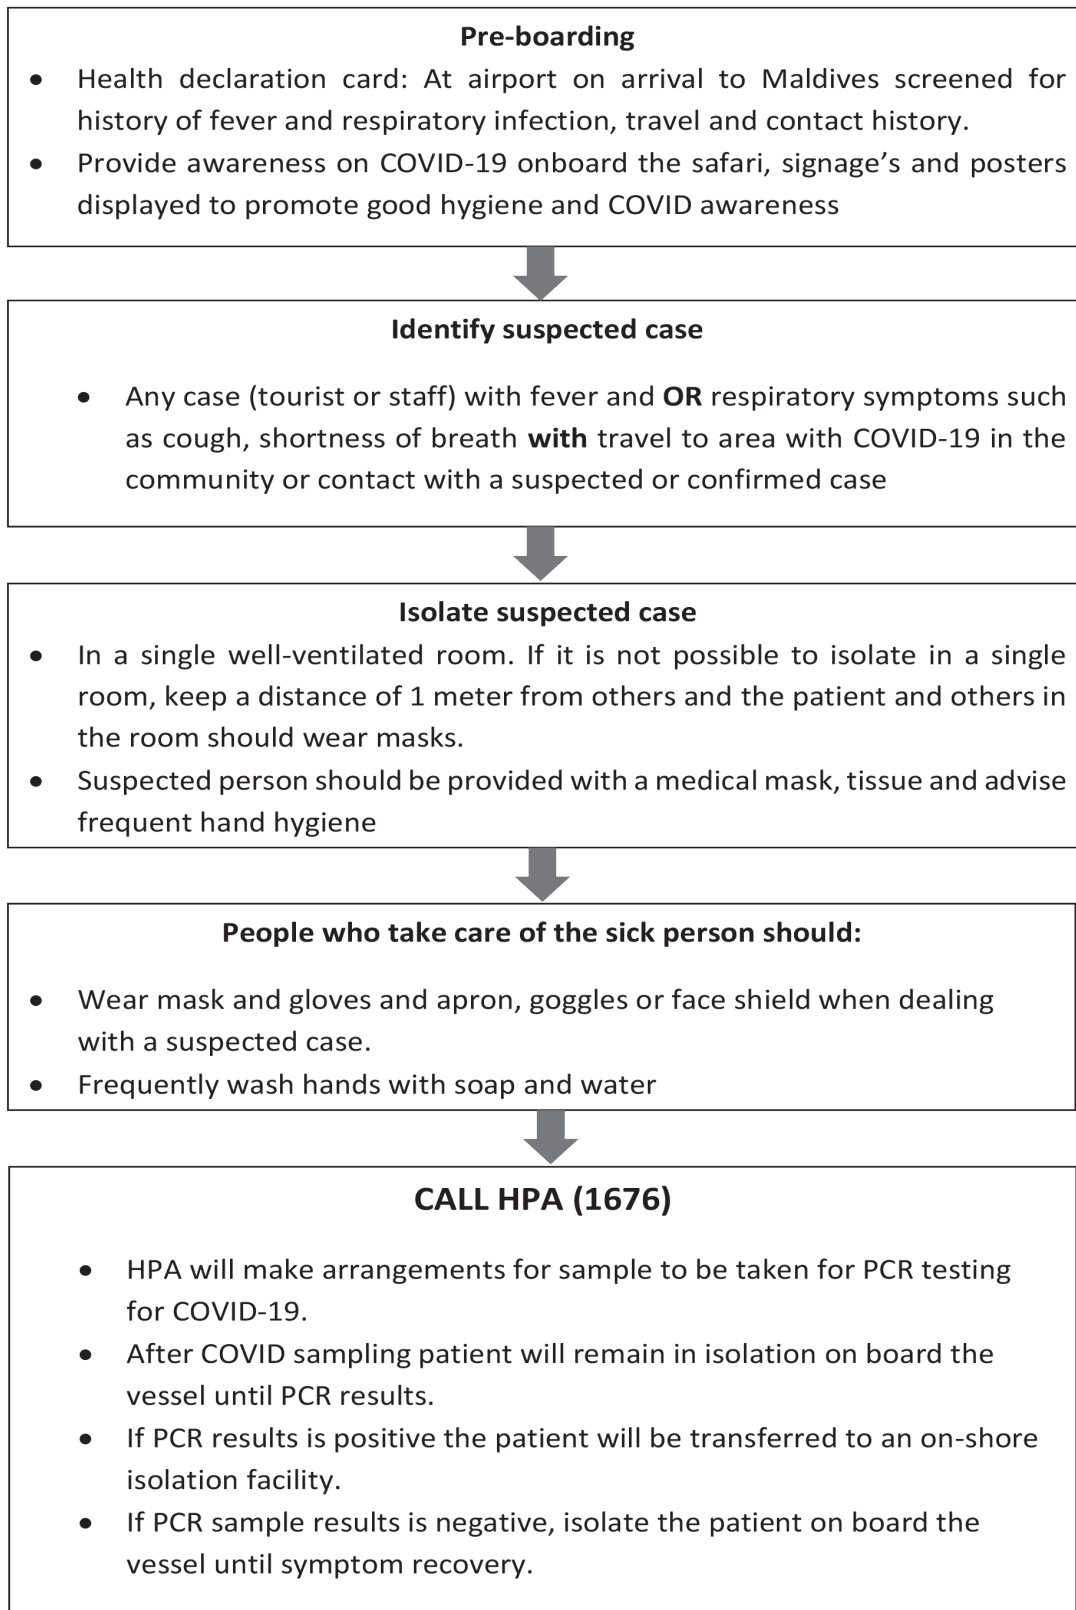 Pre-boarding
• Health declaration card: At airport on arrival to Maldives screened for
history of fever and respiratory infection, travel and contact history.
• Provide awareness on COVID-19 onboard the safari, signage’s and posters
displayed to promote good hygiene and COVID awareness
Identify suspected case
• Any case (tourist or staff) with fever and OR respiratory symptoms such
as cough, shortness of breath with travel to area with COVID-19 in the
community or contact with a suspected or confirmed case
Isolate suspected case
• In a single well-ventilated room. If it is not possible to isolate in a single
room, keep a distance of 1 meter from others and the patient and others in
the room should wear masks.
• Suspected person should be provided with a medical mask, tissue and advise
frequent hand hygiene
People who take care of the sick person should:
• Wear mask and gloves and apron, goggles or face shield when dealing
with a suspected case.
• Frequently wash hands with soap and water
CALL HPA (1676)
• HPA will make arrangements for sample to be taken for PCR testing
for COVID-19.
• After COVID sampling patient will remain in isolation on board the
vessel until PCR results.
• If PCR results is positive the patient will be transferred to an on-shore
isolation facility.
• If PCR sample results is negative, isolate the patient on board the
vessel until symptom recovery.